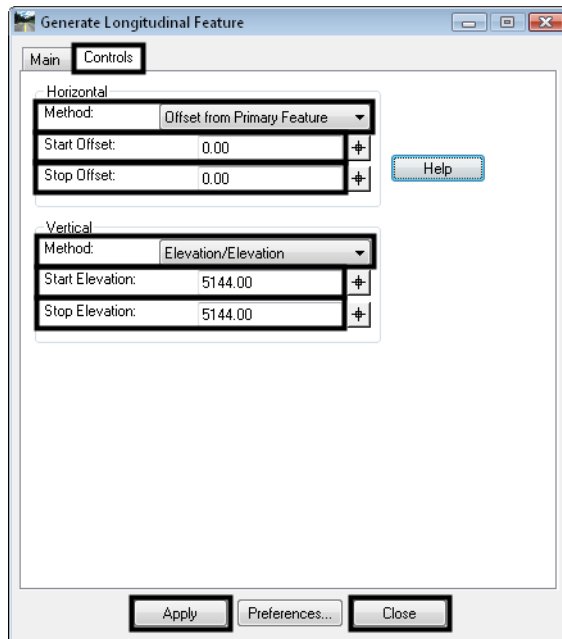 Generate Longitudinal Feature
Main Controls
Horizontal
Method: Offset from Primary Feature
Start Offset: 0.00
Stop Offset: 0.00
Help
Vertical
Method: Elevation/Elevation
Start Elevation: 5144.00
Stop Elevation: 5144.00
Apply Preferences... Close